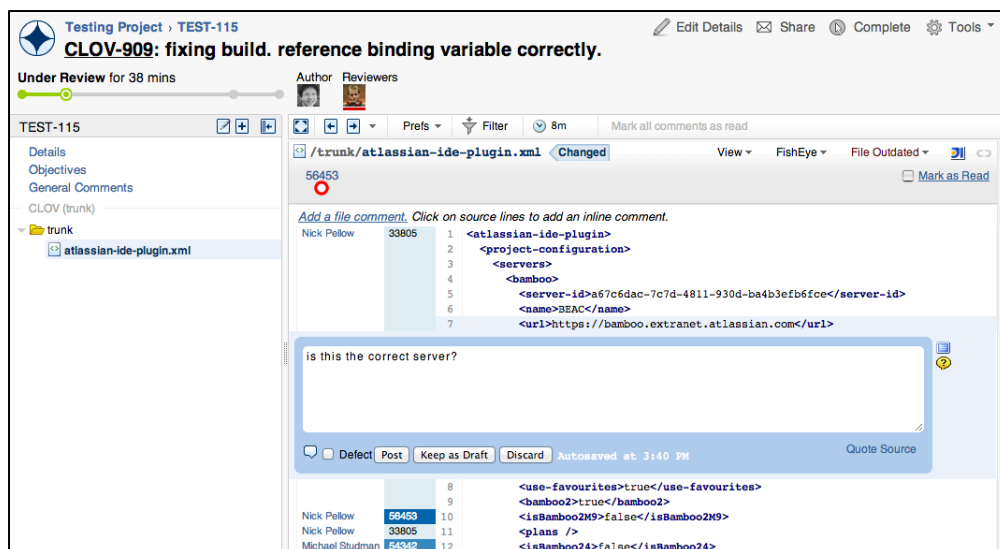 Testing Project › TEST-115
Edit Details Share Complete Tools
CLOV-909: fixing build. reference binding variable correctly.
Under Review for 38 mins
Author Reviewers
TEST-115
Prefs Filter 8m Mark all comments as read
Details
Objectives
General Comments
CLOV (trunk)
trunk
atlassian-ide-plugin.xml
/trunk/atlassian-ide-plugin.xml Changed View FishEye File Outdated
56453 Mark as Read
Add a file comment. Click on source lines to add an inline comment.
Nick Pellow 33805 1 <atlassian-ide-plugin>
2 <project-configuration>
3 <servers>
4 <bamboo>
5 <server-id>a67c6dac-7c7d-4811-930d-ba4b3efb6fce</server-id>
6 <name>BEAC</name>
7 <url>https://bamboo.extranet.atlassian.com</url>
is this the correct server?
Defect Post Keep as Draft Discard Autosaved at 3:40 PM Quote Source
8 <use-favourites>true</use-favourites>
9 <bamboo2>true</bamboo2>
Nick Pellow 56453 10 <isBamboo2M9>false</isBamboo2M9>
Nick Pellow 33805 11 <plans />
Michael Studman 54342 12 <isBamboo24>false</isBamboo24>